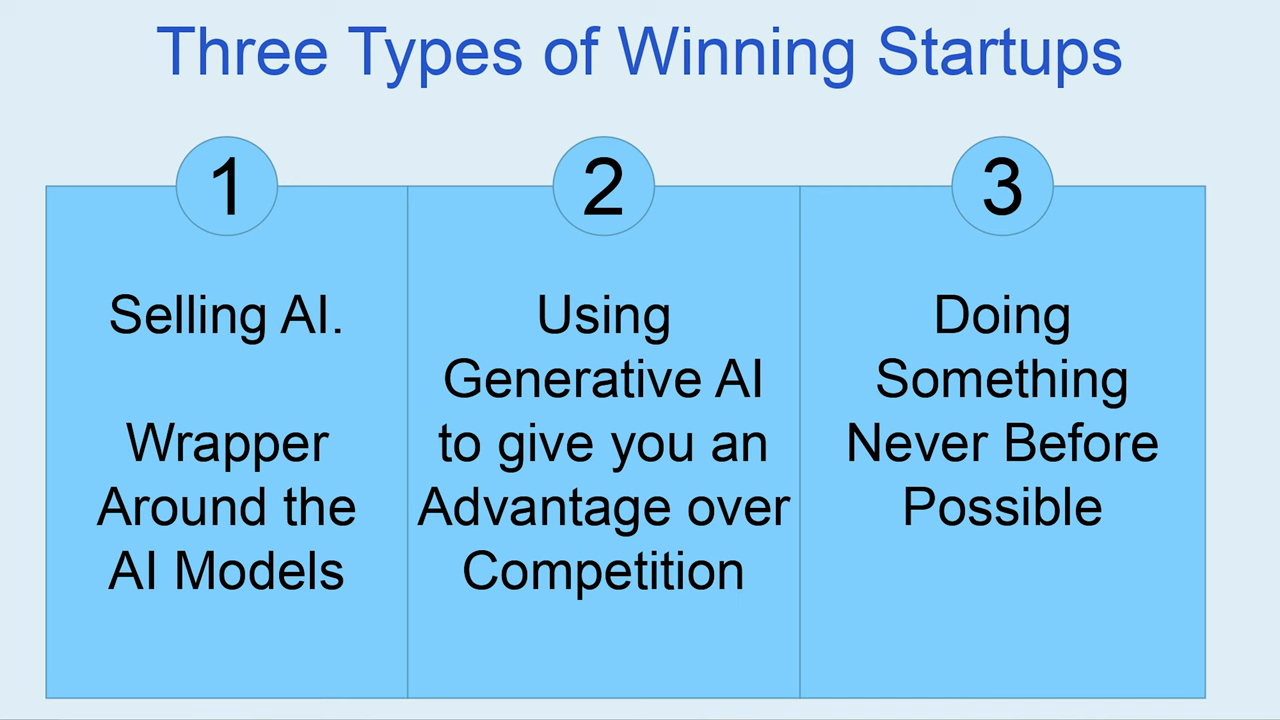 Three Types of Winning Startups
1
Selling AI.
Wrapper
Around the
AI Models
2
Using
Generative AI
to give you an
Advantage over
Competition
3
Doing
Something
Never Before
Possible